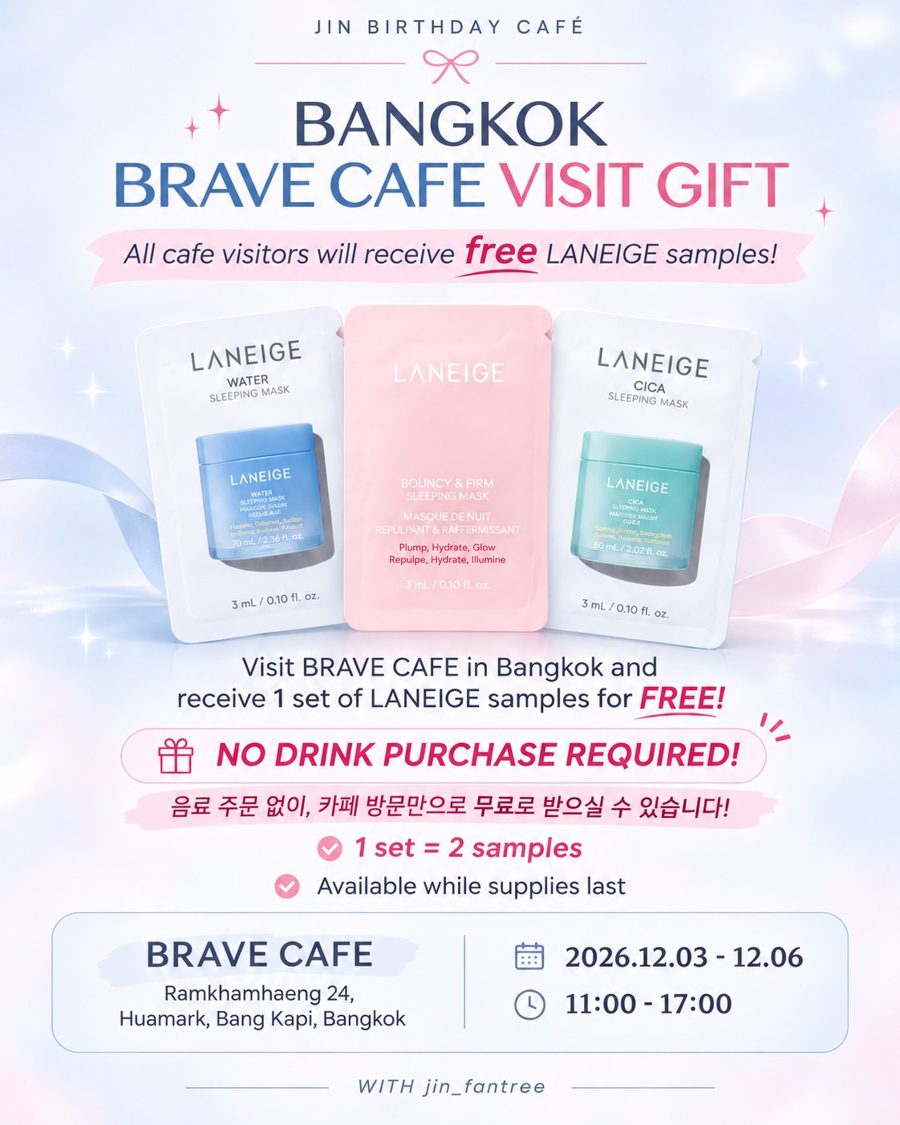 JIN BIRTHDAY CAFÉ
BANGKOK
BRAVE CAFE VISIT GIFT
All cafe visitors will receive free LANEIGE samples!
LANEIGE
WATER
SLEEPING MASK
LANEIGE
WATER
SLEEPING MASK
70 mL / 2.36 fl. oz.
3 mL / 0.10 fl. oz.
LANEIGE
BOUNCY & FIRM
SLEEPING MASK
MASQUE DE NUIT
REPULPANT & RAFFERMISSANT
Plump, Hydrate, Glow
Repulpe, Hydrate, Illumine
3 mL / 0.10 fl. oz.
LANEIGE
CICA
SLEEPING MASK
LANEIGE
CICA
SLEEPING MASK
60 mL / 2.02 fl. oz.
3 mL / 0.10 fl. oz.
Visit BRAVE CAFE in Bangkok and
receive 1 set of LANEIGE samples for FREE!
NO DRINK PURCHASE REQUIRED!
음료 주문 없이, 카페 방문만으로 무료로 받으실 수 있습니다!
1 set = 2 samples
Available while supplies last
BRAVE CAFE
Ramkhamhaeng 24,
Huamark, Bang Kapi, Bangkok
2026.12.03 - 12.06
11:00 - 17:00
WITH jin_fantree